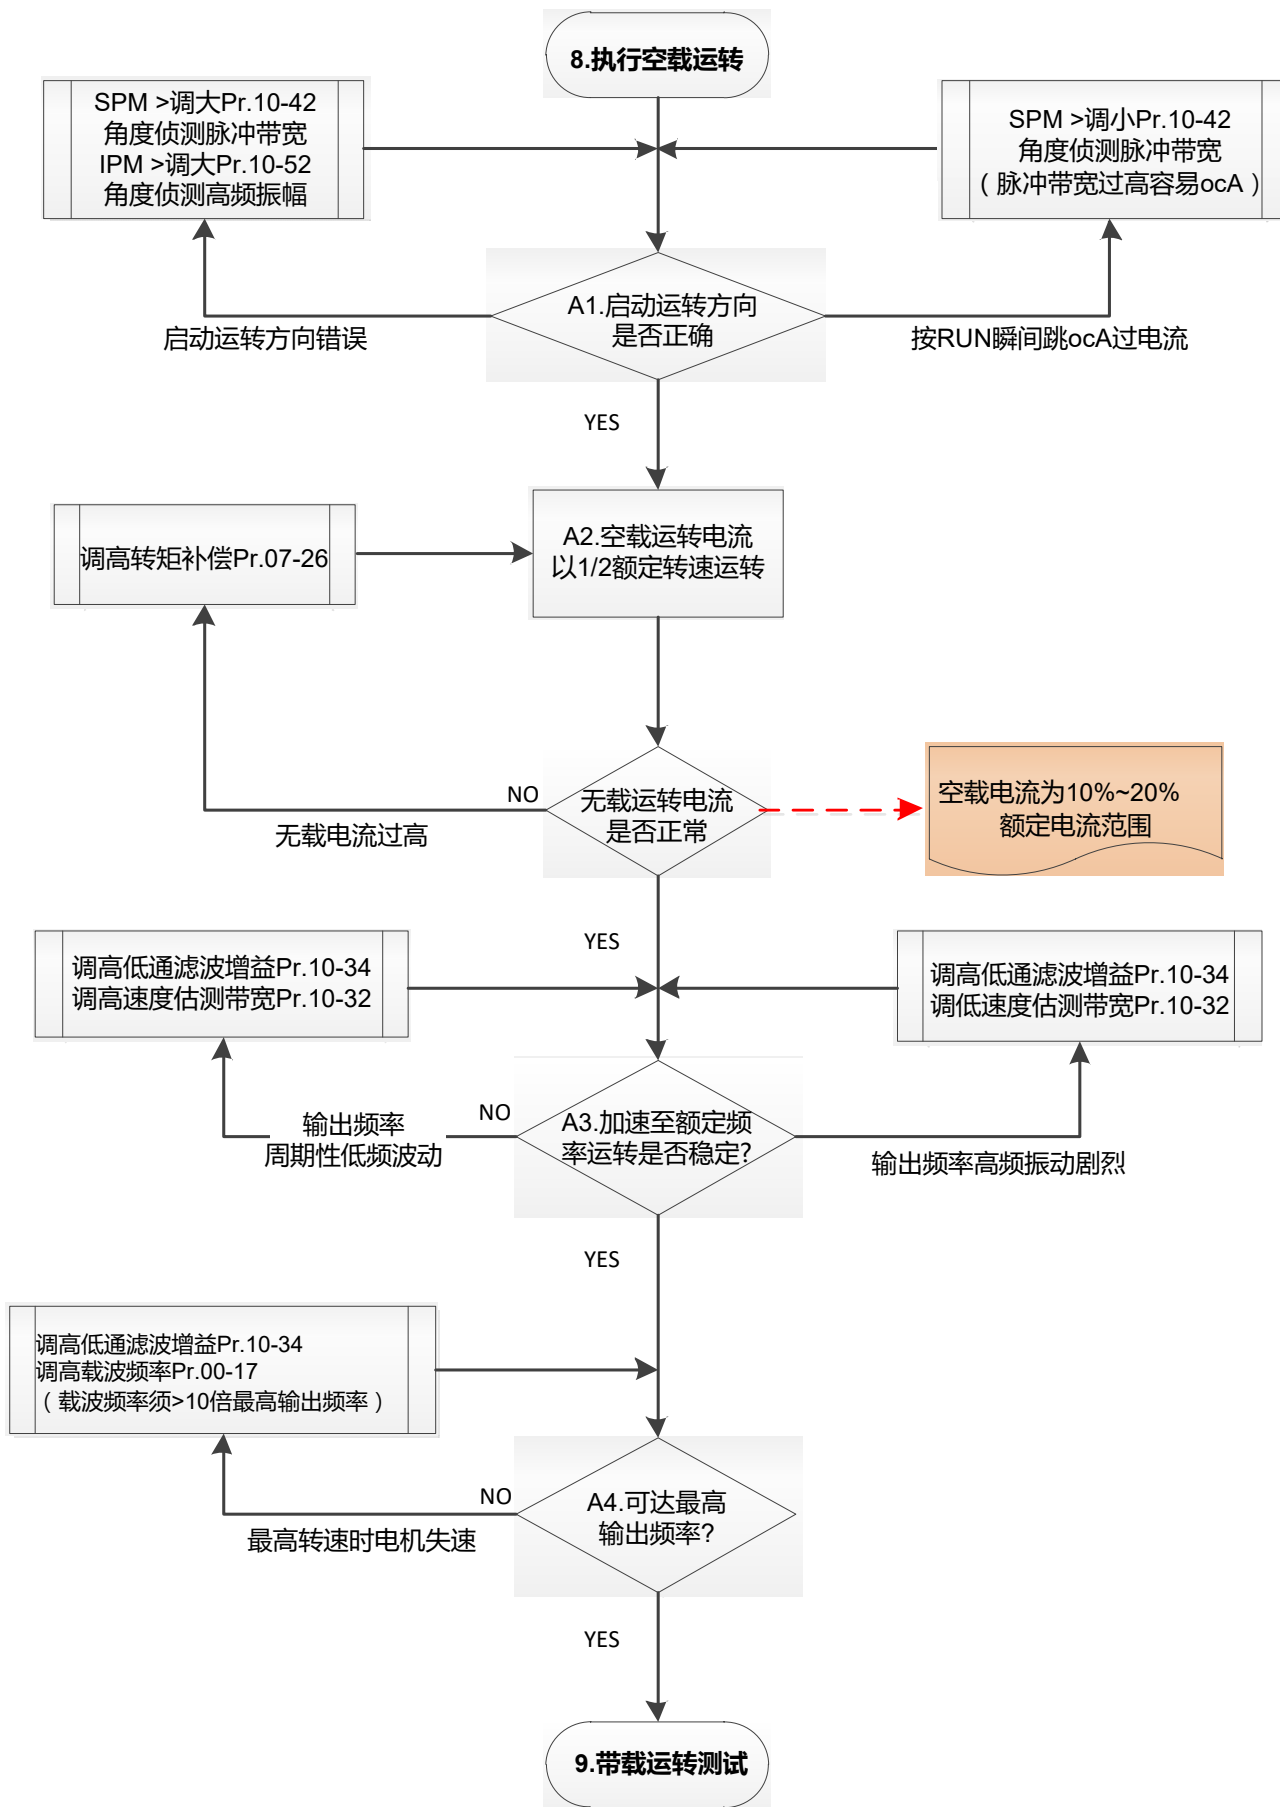 8.执行空载运转
SPM >调大Pr.10-42
角度侦测脉冲带宽
IPM >调大Pr.10-52
角度侦测高频振幅
SPM >调小Pr.10-42
角度侦测脉冲带宽
（脉冲带宽过高容易ocA）
A1.启动运转方向
是否正确
启动运转方向错误
按RUN瞬间跳ocA过电流
YES
调高转矩补偿Pr.07-26
A2.空载运转电流
以1/2额定转速运转
NO
无载运转电流
是否正常
无载电流过高
空载电流为10%~20%
额定电流范围
YES
调高低通滤波增益Pr.10-34
调高速度估测带宽Pr.10-32
调高低通滤波增益Pr.10-34
调低速度估测带宽Pr.10-32
NO
输出频率
周期性低频波动
A3.加速至额定频
率运转是否稳定?
输出频率高频振动剧烈
YES
调高低通滤波增益Pr.10-34
调高载波频率Pr.00-17
（载波频率须>10倍最高输出频率）
NO
A4.可达最高
输出频率?
最高转速时电机失速
YES
9.带载运转测试